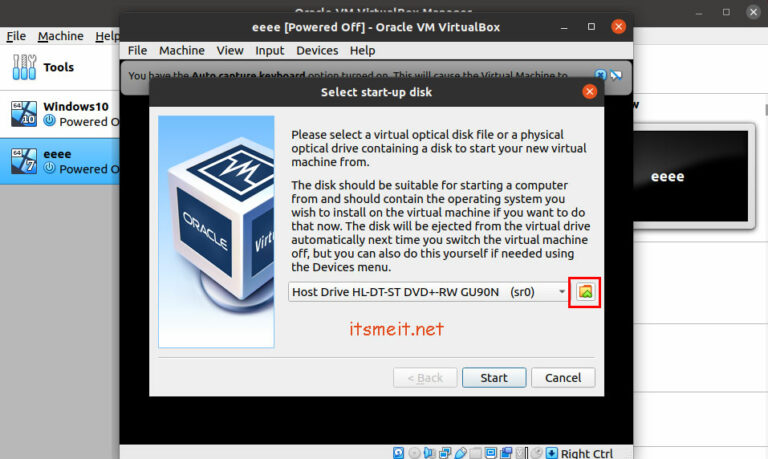 Oracle VM VirtualBox Manager
eeee [Powered Off] - Oracle VM VirtualBox
File Machine Help
File Machine View Input Devices Help
Tools
You have the Auto capture keyboard option turned on. This will cause the Virtual Machine to
Select start-up disk
Windows10
64
10
Powered O
eeee
64
7
Powered O
Please select a virtual optical disk file or a physical
optical drive containing a disk to start your new virtual
machine from.
The disk should be suitable for starting a computer
from and should contain the operating system you
wish to install on the virtual machine if you want to do
that now. The disk will be ejected from the virtual drive
automatically next time you switch the virtual machine
off, but you can also do this yourself if needed using
the Devices menu.
ORACLE
Virtu
eeee
Host Drive HL-DT-ST DVD+-RW GU90N (sr0)
itsmeit.net
< Back Start Cancel
Right Ctrl